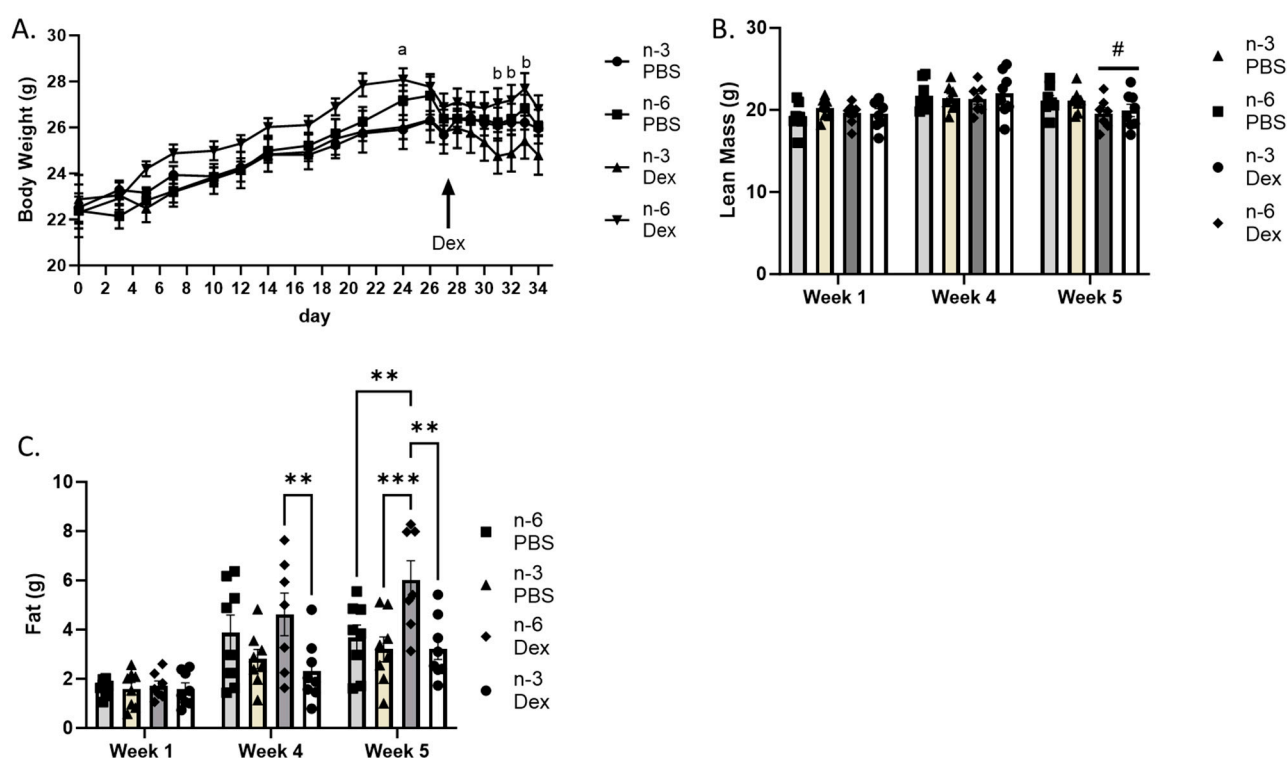 A.
Body Weight (g)
30
28
26
24
22
20
a
b b b
Dex
0 2 4 6 8 10 12 14 16 18 20 22 24 26 28 30 32 34
day
n-3
PBS
n-6
PBS
n-3
Dex
n-6
Dex
B.
Lean Mass (g)
30
20
10
0
#
Week 1 Week 4 Week 5
n-3
PBS
n-6
PBS
n-3
Dex
n-6
Dex
C.
Fat (g)
10
8
6
4
2
0
**
**
**
***
Week 1 Week 4 Week 5
n-6
PBS
n-3
PBS
n-6
Dex
n-3
Dex